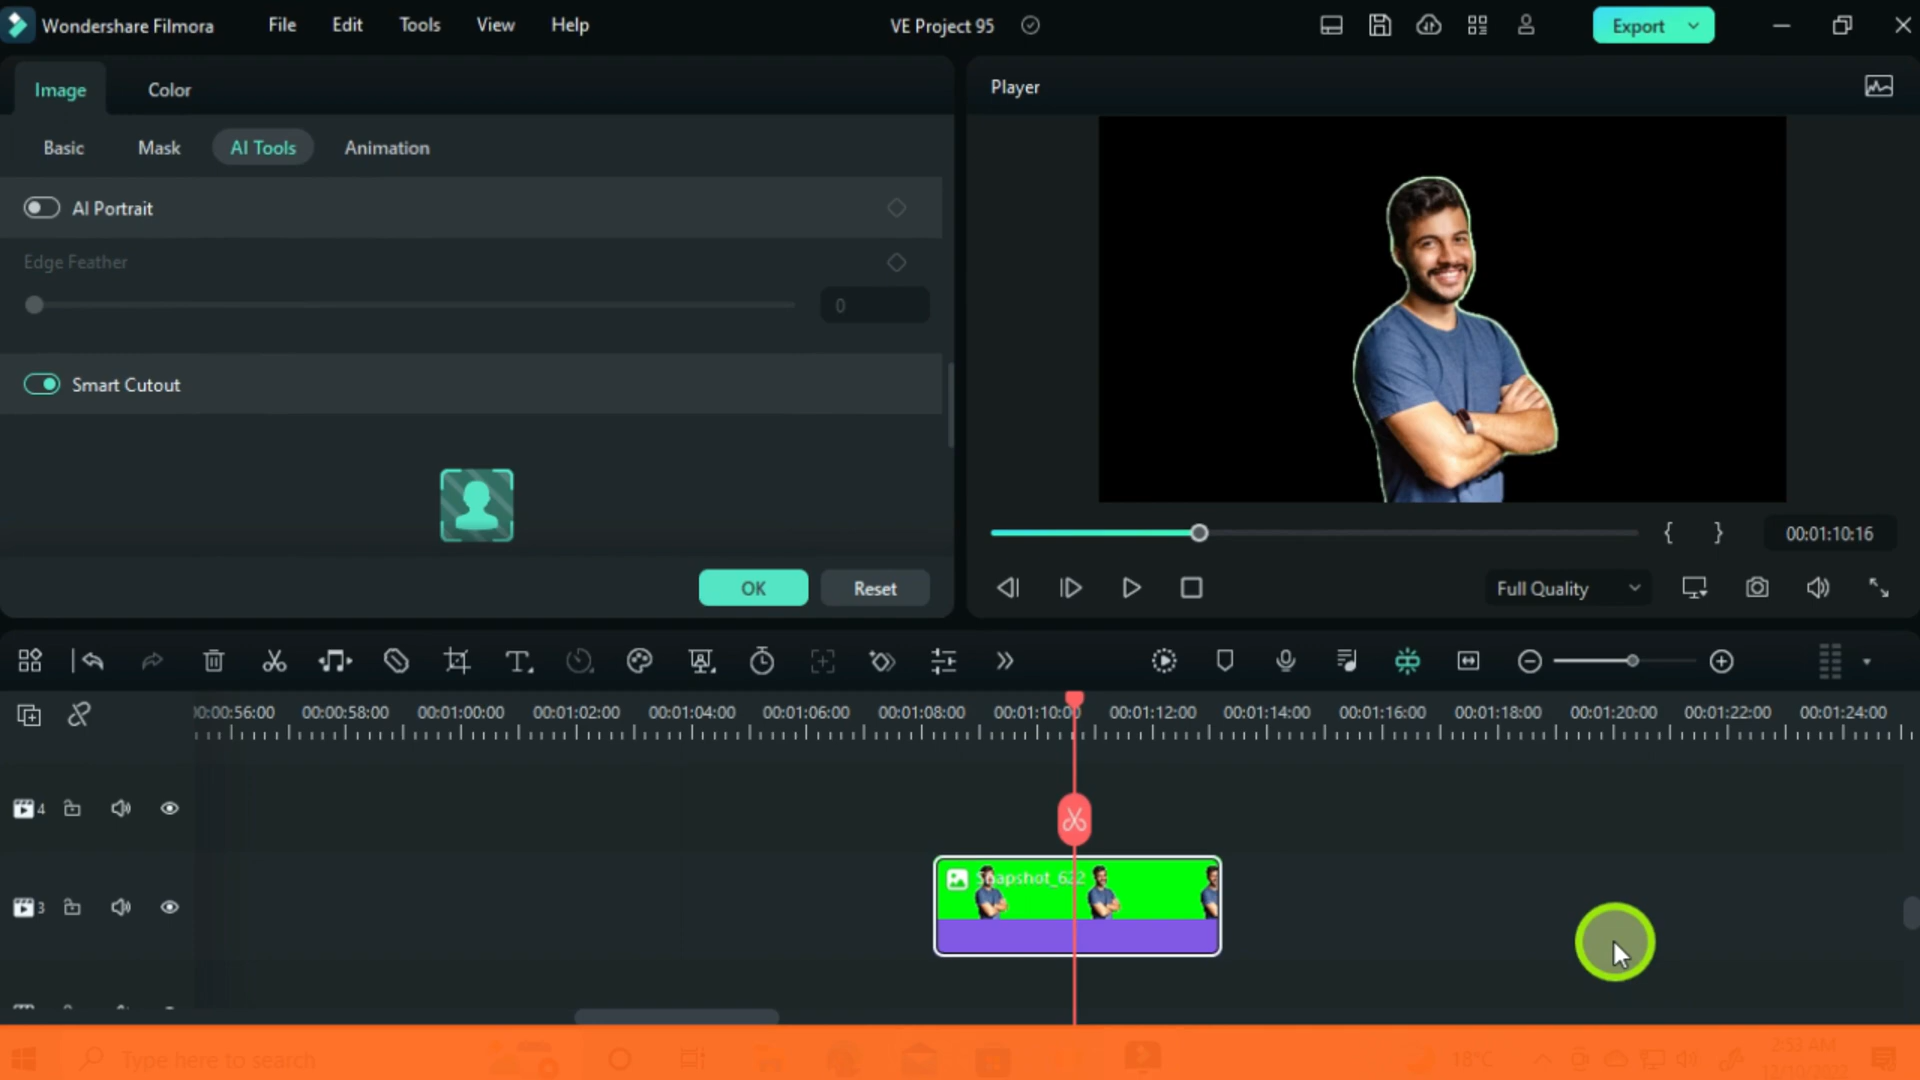 Wondershare Filmora
File
Edit
Tools
View
Help
VE Project 95
Export
Image
Color
Player
Basic
Mask
AI Tools
Animation
AI Portrait
Edge Feather
0
Smart Cutout
OK
Reset
{ }
00:01:10:16
Full Quality
00:00:56:00
00:00:58:00
00:01:00:00
00:01:02:00
00:01:04:00
00:01:06:00
00:01:08:00
00:01:10:00
00:01:12:00
00:01:14:00
00:01:16:00
00:01:18:00
00:01:20:00
00:01:22:00
00:01:24:00
4
Snapshot_622
3
Type here to search
18°C
2:53 AM